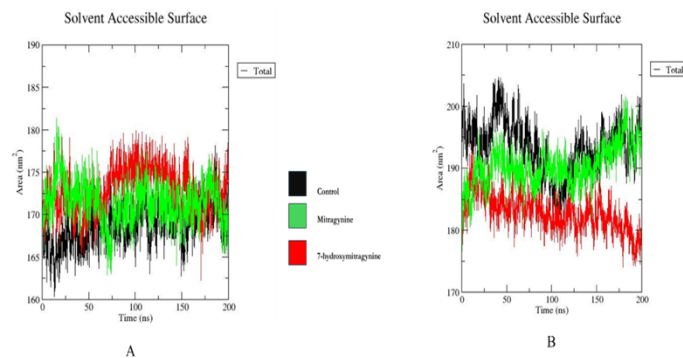 Solvent Accessible Surface
190
185
180
175
170
165
160
Area (nm²)
0
50
100
150
200
Time (ns)
Total
A
Control
Mitragynine
7-hydroxymitragynine
Solvent Accessible Surface
210
200
190
180
170
Area (nm²)
0
50
100
150
200
Time (ns)
Total
B